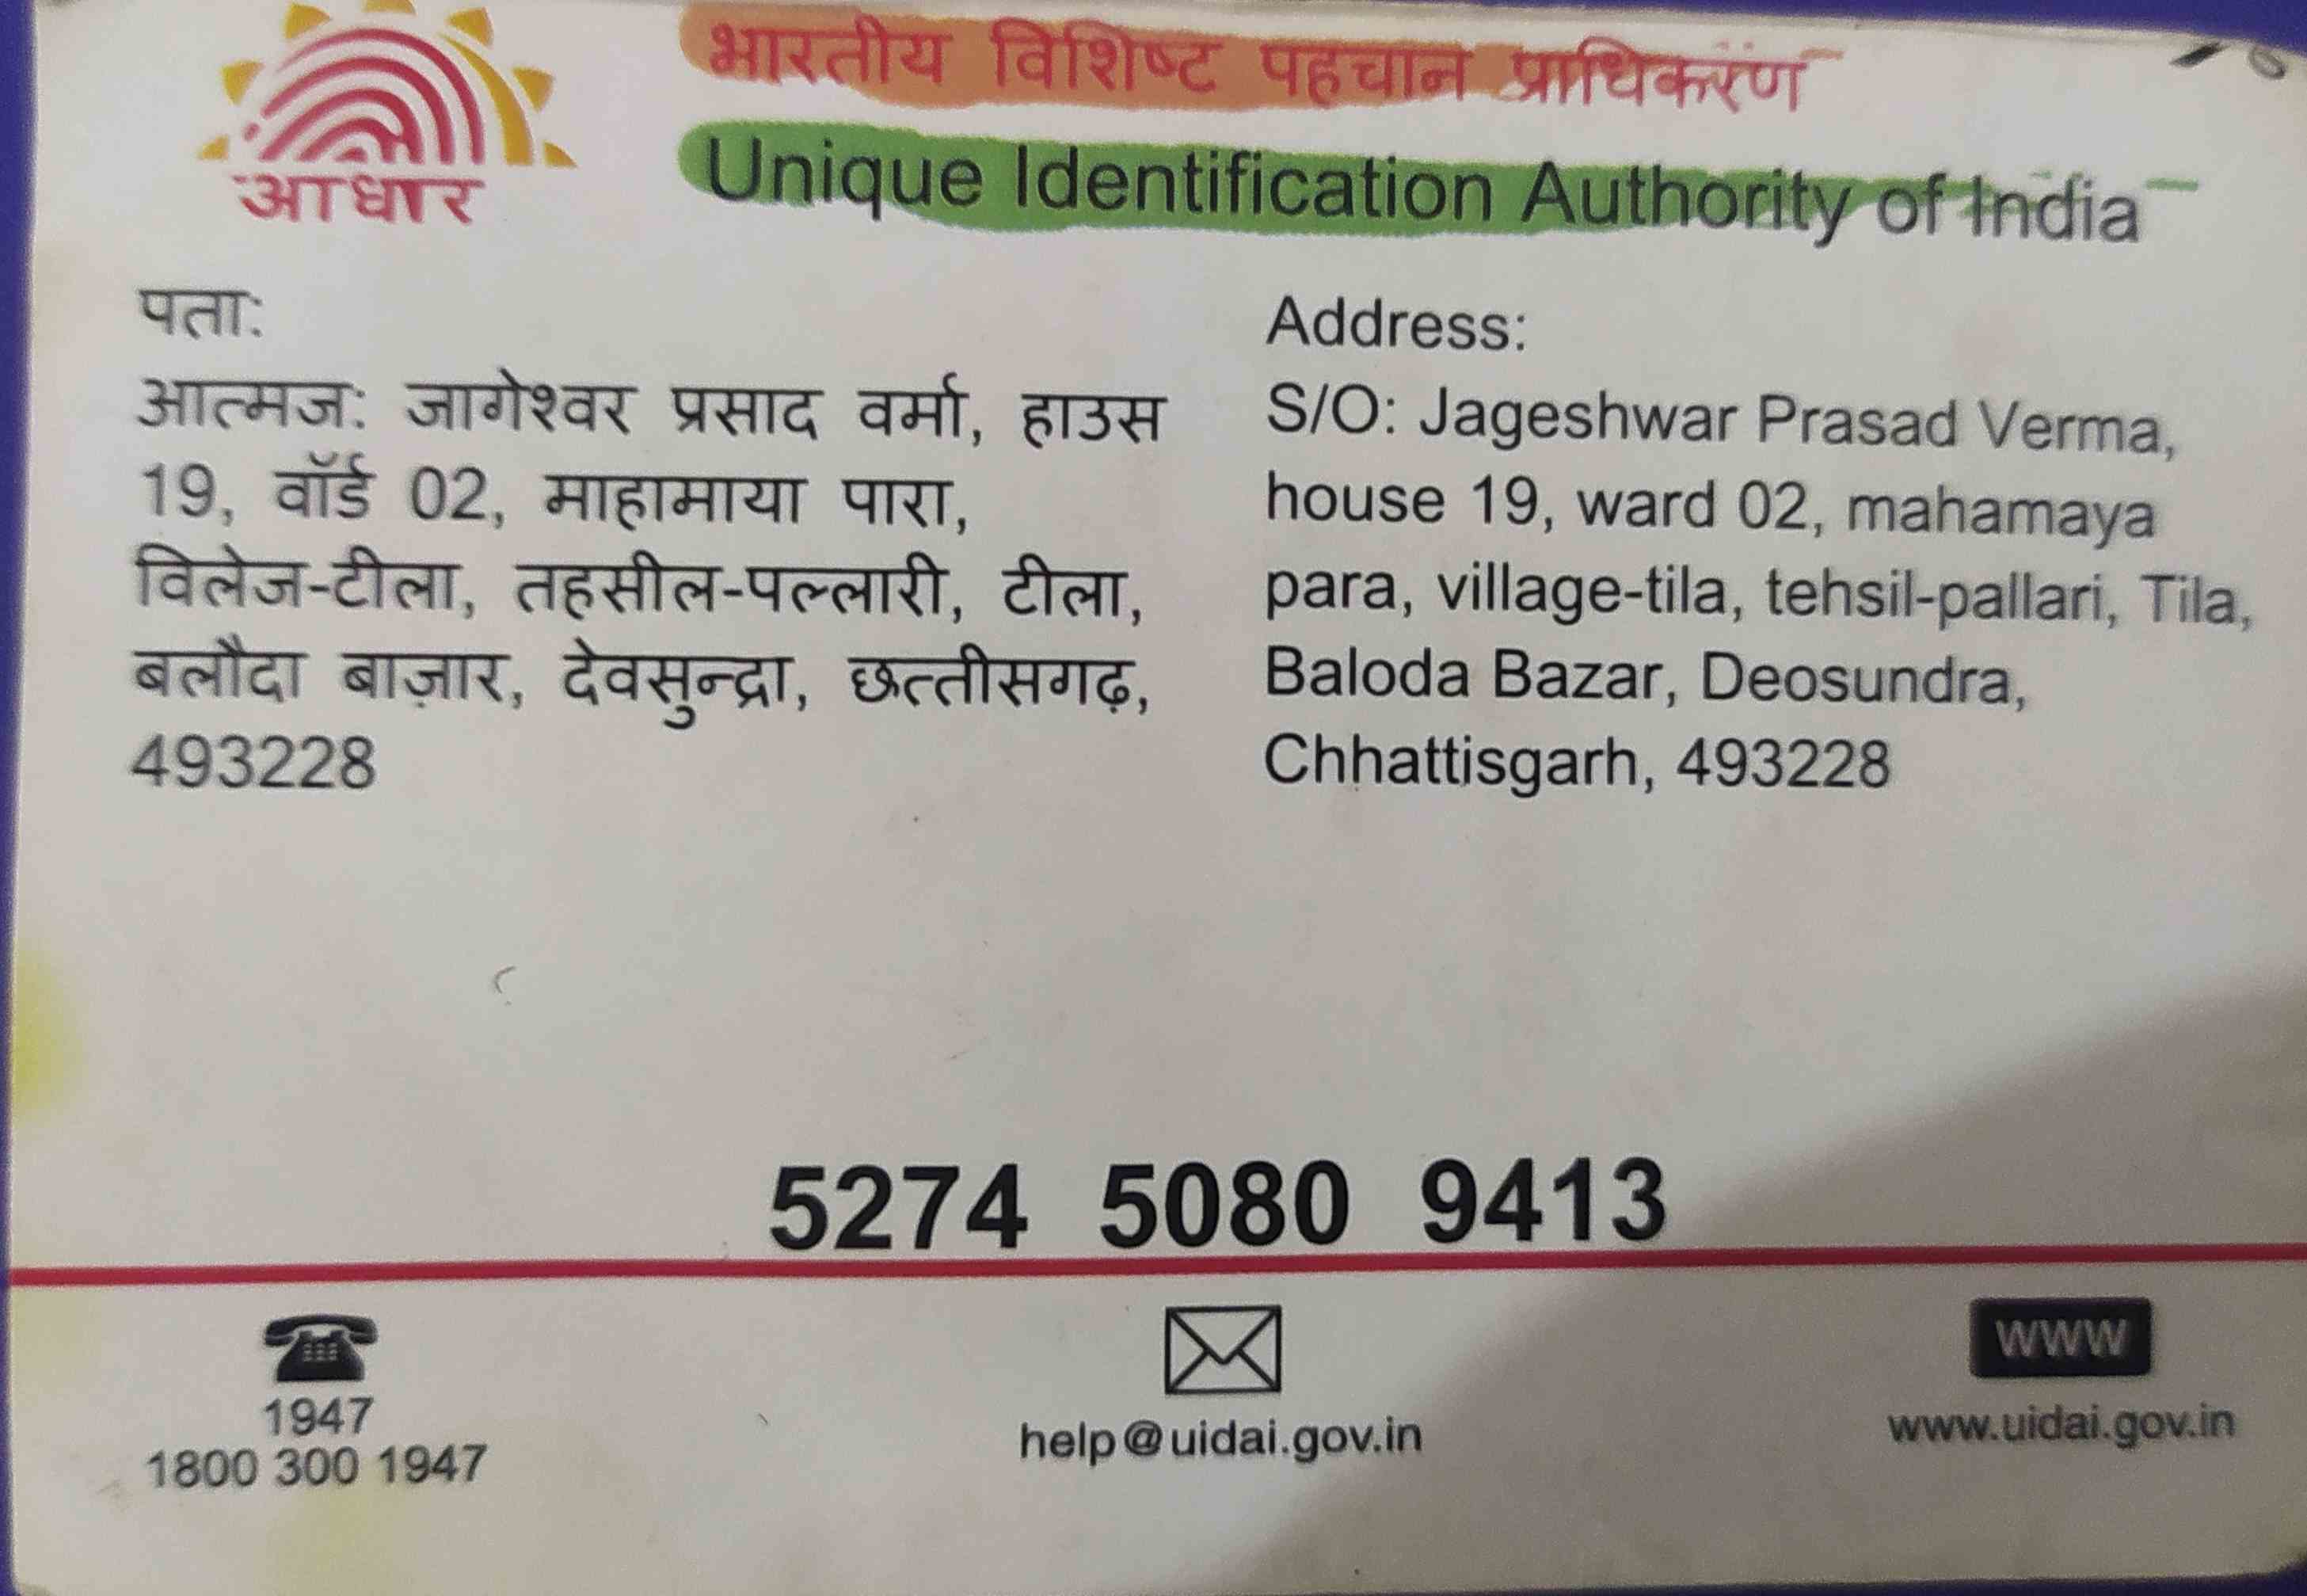 आधार
भारतीय विशिष्ट पहचान प्राधिकरण
Unique Identification Authority of India
पता:
आत्मज: जागेश्वर प्रसाद वर्मा, हाउस
19, वॉर्ड 02, माहामाया पारा,
विलेज-टीला, तहसील-पल्लारी, टीला,
बलौदा बाज़ार, देवसुन्द्रा, छत्तीसगढ़,
493228
Address:
S/O: Jageshwar Prasad Verma,
house 19, ward 02, mahamaya
para, village-tila, tehsil-pallari, Tila,
Baloda Bazar, Deosundra,
Chhattisgarh, 493228
5274 5080 9413
1947
1800 300 1947
help@uidai.gov.in
WWW
www.uidai.gov.in